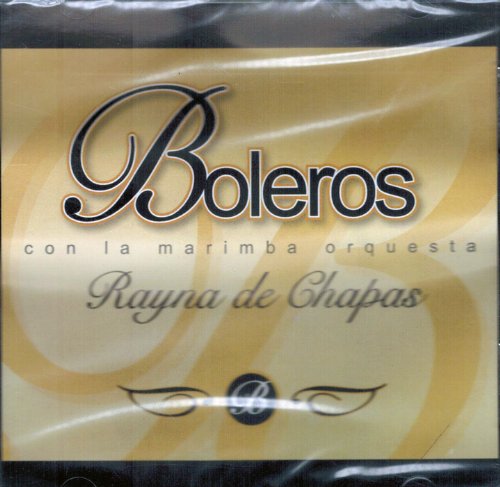 Boleros
con la marimba orquesta
Rayna de Chapas
B